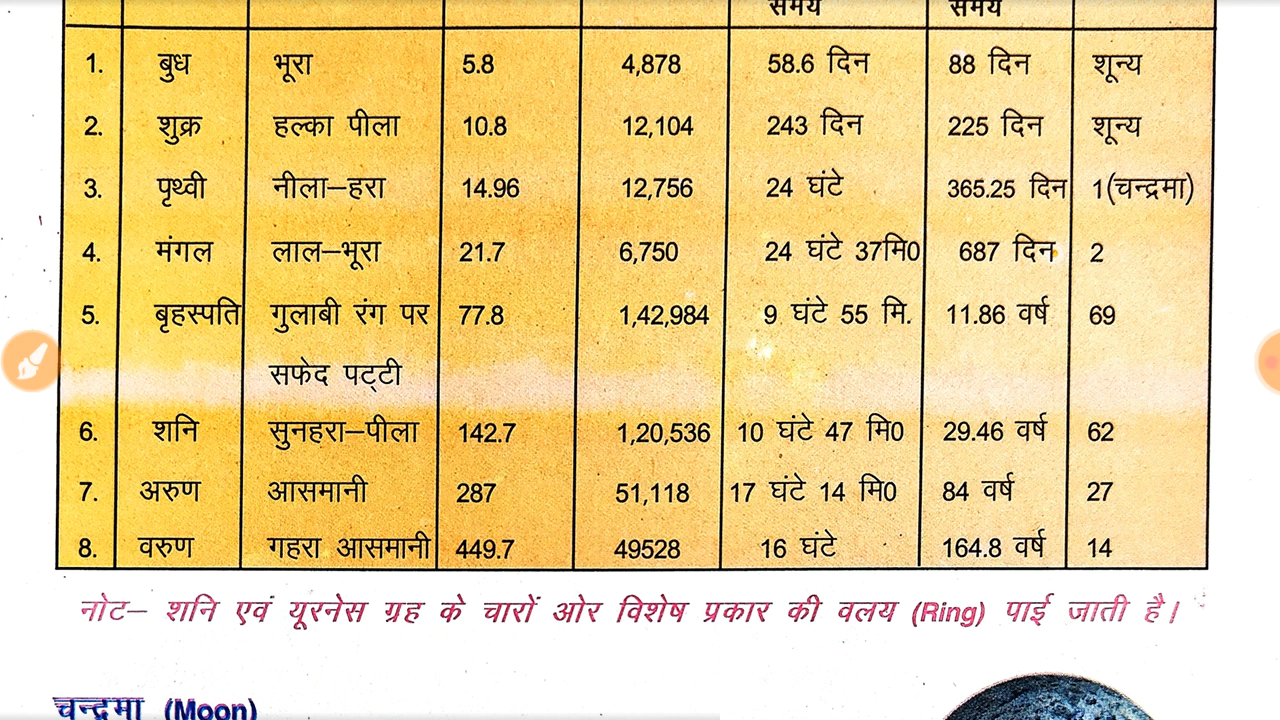 समय समय
1. बुध भूरा 5.8 4,878 58.6 दिन 88 दिन शून्य
2. शुक्र हल्का पीला 10.8 12,104 243 दिन 225 दिन शून्य
3. पृथ्वी नीला–हरा 14.96 12,756 24 घंटे 365.25 दिन 1(चन्द्रमा)
4. मंगल लाल–भूरा 21.7 6,750 24 घंटे 37मि0 687 दिन 2
5. बृहस्पति गुलाबी रंग पर 77.8 1,42,984 9 घंटे 55 मि. 11.86 वर्ष 69
सफेद पट्टी
6. शनि सुनहरा–पीला 142.7 1,20,536 10 घंटे 47 मि0 29.46 वर्ष 62
7. अरुण आसमानी 287 51,118 17 घंटे 14 मि0 84 वर्ष 27
8. वरुण गहरा आसमानी 449.7 49528 16 घंटे 164.8 वर्ष 14
नोट– शनि एवं यूरनेस ग्रह के चारों ओर विशेष प्रकार की वलय (Ring) पाई जाती है।
चन्द्रमा (Moon)